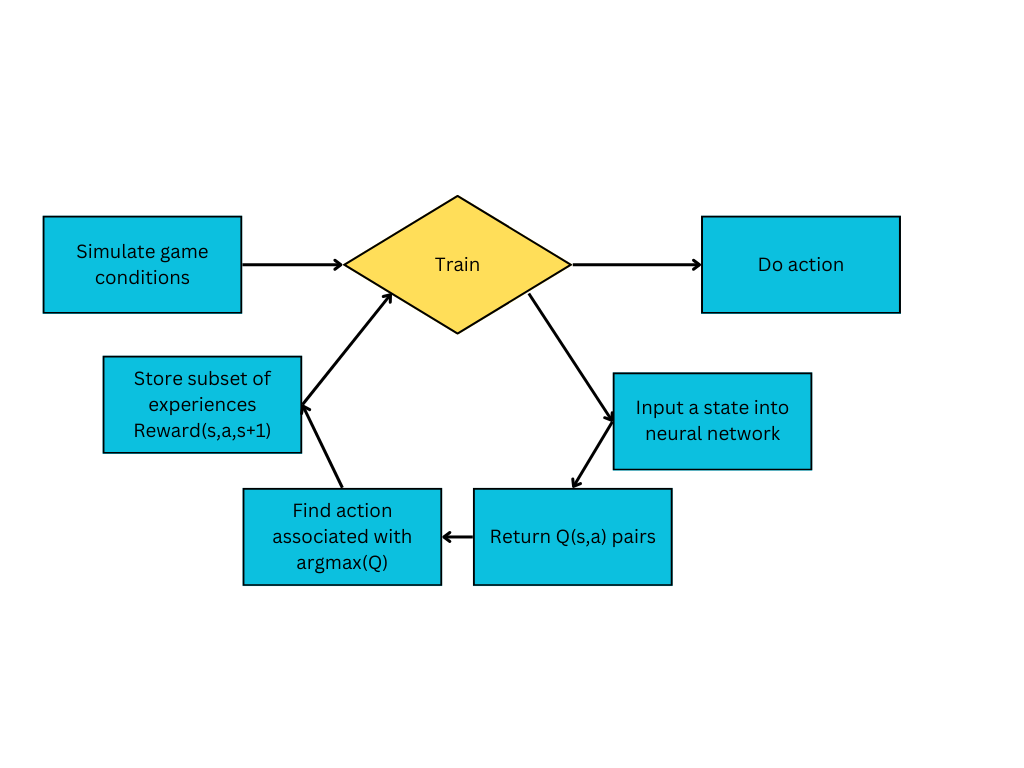 Simulate game
conditions
Train
Do action
Store subset of
experiences
Reward(s,a,s+1)
Input a state into
neural network
Find action
associated with
argmax(Q)
Return Q(s,a) pairs